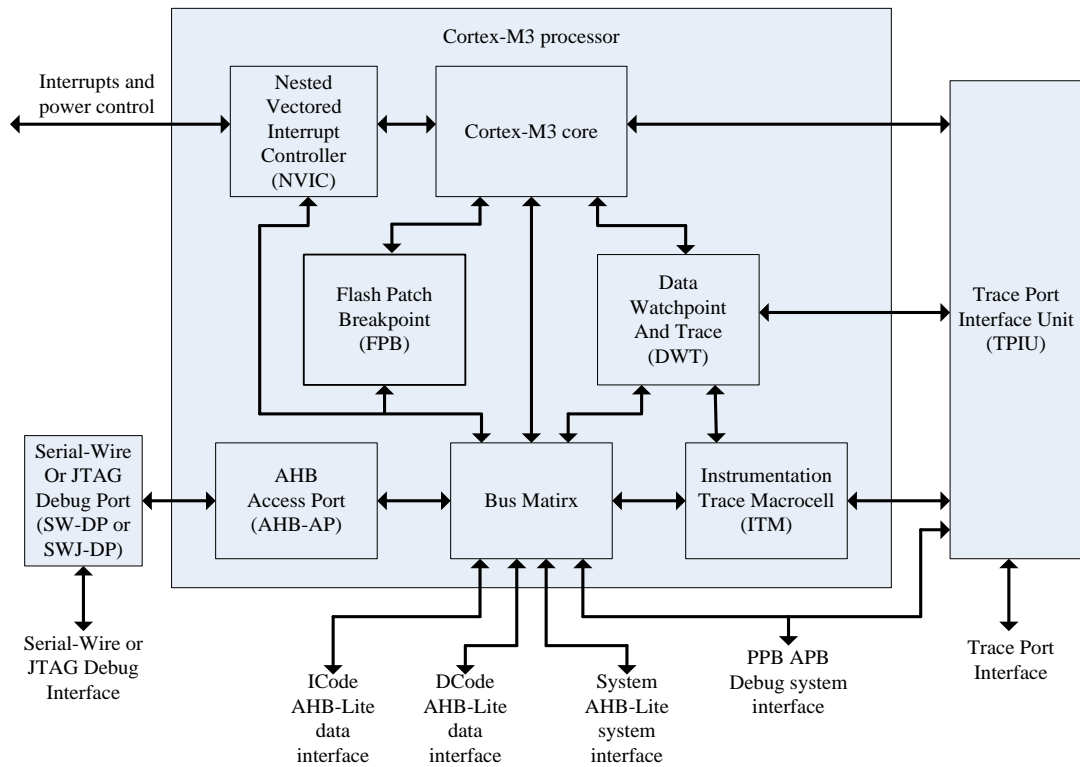 Cortex-M3 processor
Interrupts and
power control
Nested
Vectored
Interrupt
Controller
(NVIC)
Cortex-M3 core
Flash Patch
Breakpoint
(FPB)
Data
Watchpoint
And Trace
(DWT)
Trace Port
Interface Unit
(TPIU)
Serial-Wire
Or JTAG
Debug Port
(SW-DP or
SWJ-DP)
AHB
Access Port
(AHB-AP)
Bus Matirx
Instrumentation
Trace Macrocell
(ITM)
Serial-Wire or
JTAG Debug
Interface
ICode
AHB-Lite
data
interface
DCode
AHB-Lite
data
interface
System
AHB-Lite
system
interface
PPB APB
Debug system
interface
Trace Port
Interface